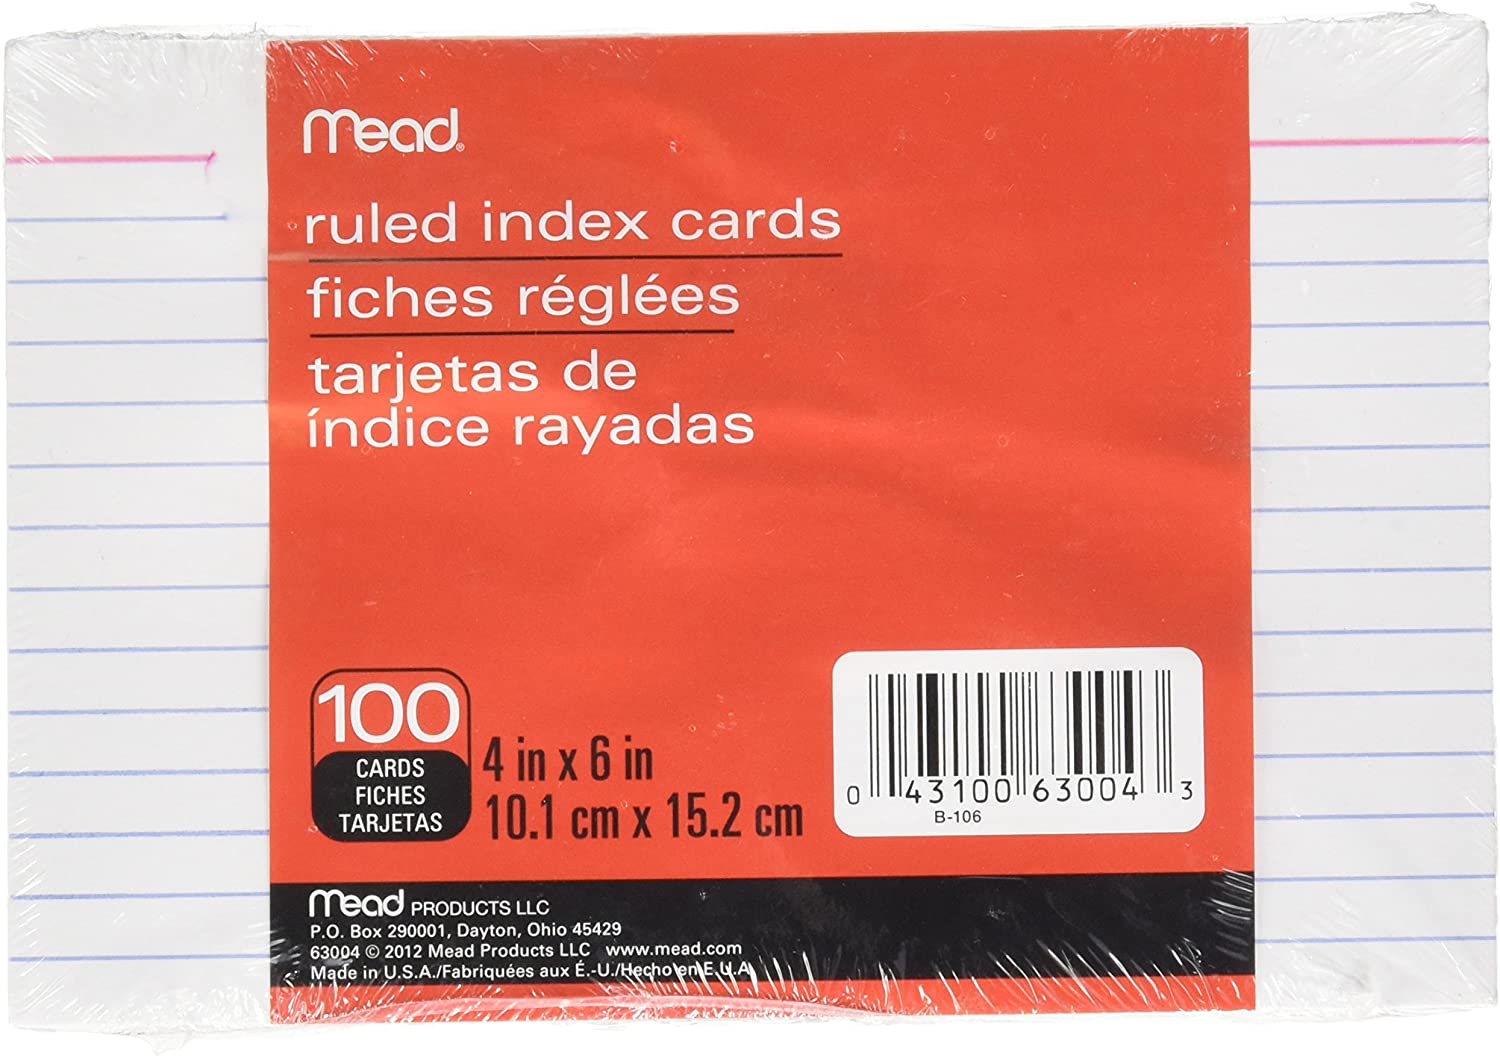 Mead®
ruled index cards
fiches réglées
tarjetas de
índice rayadas
100
CARDS
FICHES
TARJETAS
4 in x 6 in
10.1 cm x 15.2 cm
0 43100 63004 3
B-106
Mead PRODUCTS LLC
P.O. Box 290001, Dayton, Ohio 45429
63004 © 2012 Mead Products LLC www.mead.com
Made in U.S.A./Fabriquées aux É.-U./Hecho en E.U.A.